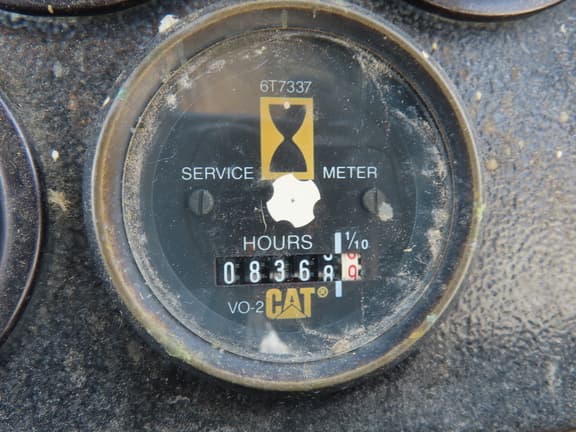 6T7337
SERVICE METER
HOURS 1/10
0836
VO-2 CAT®